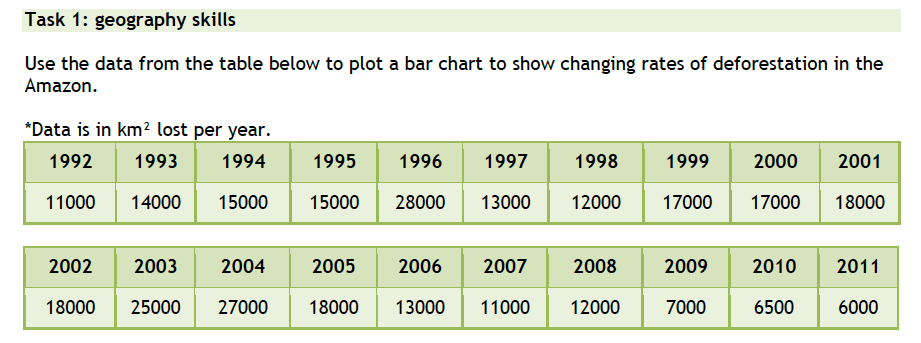 Task 1: geography skills
Use the data from the table below to plot a bar chart to show changing rates of deforestation in the
Amazon.
*Data is in km² lost per year.
1992 1993 1994 1995 1996 1997 1998 1999 2000 2001
11000 14000 15000 15000 28000 13000 12000 17000 17000 18000
2002 2003 2004 2005 2006 2007 2008 2009 2010 2011
18000 25000 27000 18000 13000 11000 12000 7000 6500 6000